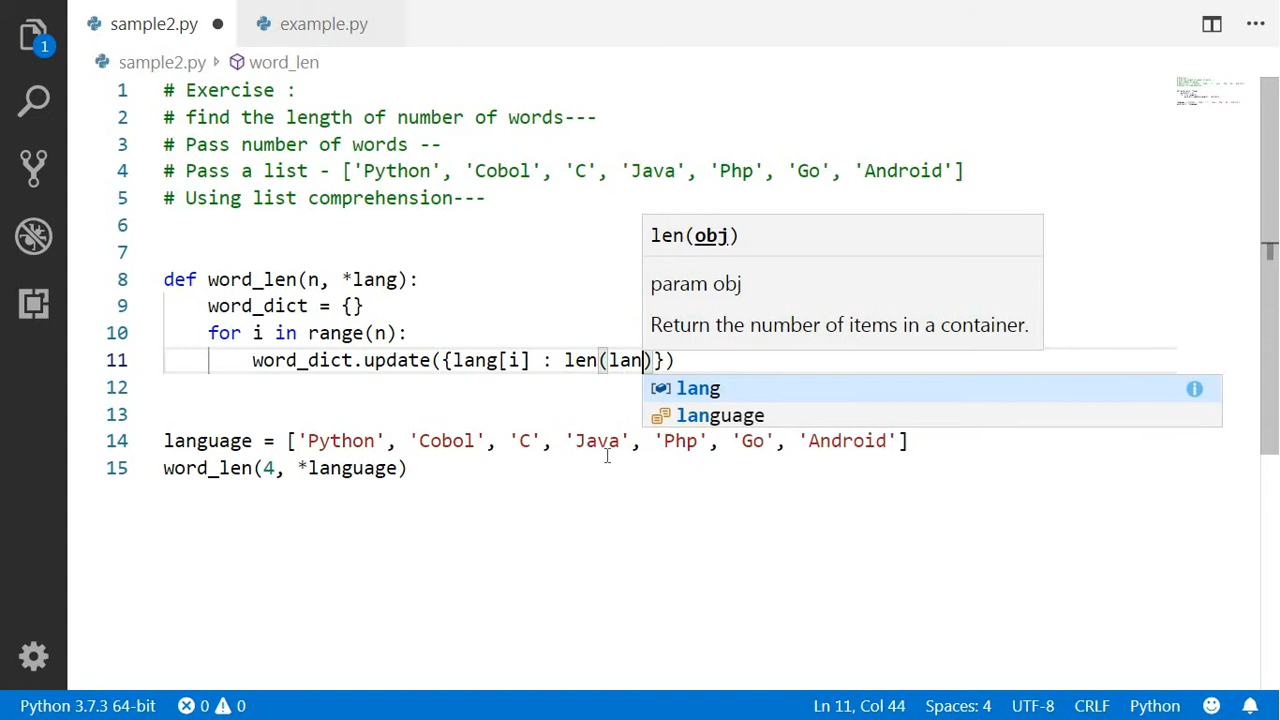 sample2.py
example.py
sample2.py
word_len
1
1 # Exercise :
2 # find the length of number of words---
3 # Pass number of words --
4 # Pass a list - ['Python', 'Cobol', 'C', 'Java', 'Php', 'Go', 'Android']
5 # Using list comprehension---
6
7
len(obj)
8 def word_len(n, *lang):
param obj
9 word_dict = {}
10 for i in range(n):
Return the number of items in a container.
11 word_dict.update({lang[i] : len(lan)})
12
lang
13
language
14 language = ['Python', 'Cobol', 'C', 'Java', 'Php', 'Go', 'Android']
15 word_len(4, *language)
Python 3.7.3 64-bit 0 0 Ln 11, Col 44 Spaces: 4 UTF-8 CRLF Python